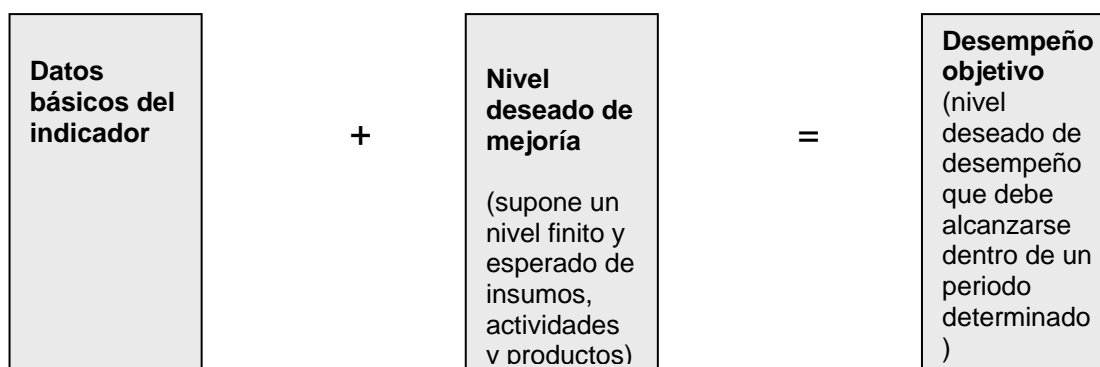 Datos
básicos del
indicador
+
Nivel
deseado de
mejoría
(supone un
nivel finito y
esperado de
insumos,
actividades
y productos)
=
Desempeño
objetivo
(nivel
deseado de
desempeño
que debe
alcanzarse
dentro de un
periodo
determinado
)